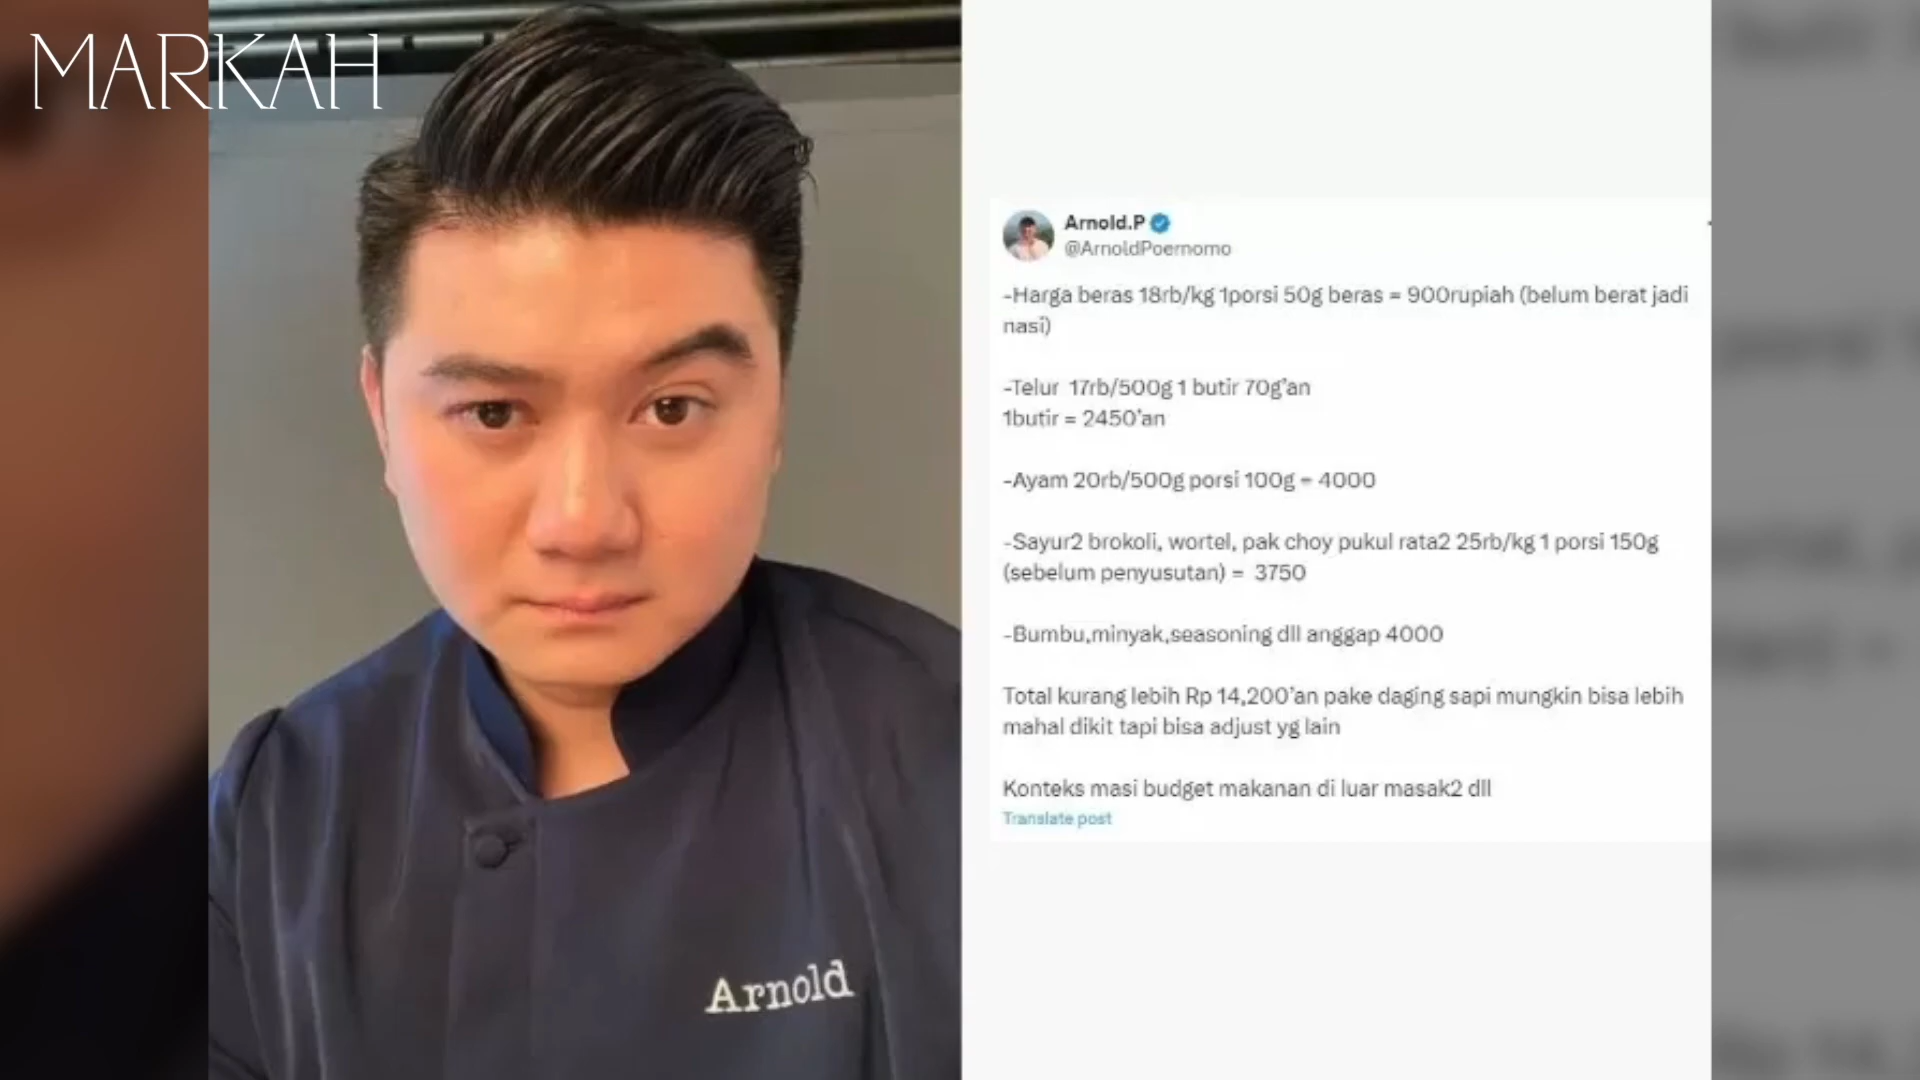 MARKAH
Arnold
Arnold.P
@ArnoldPoernomo
-Harga beras 18rb/kg 1porsi 50g beras = 900rupiah (belum berat jadi
nasi)
-Telur 17rb/500g 1 butir 70g'an
1butir = 2450'an
-Ayam 20rb/500g porsi 100g = 4000
-Sayur2 brokoli, wortel, pak choy pukul rata2 25rb/kg 1 porsi 150g
(sebelum penyusutan) = 3750
-Bumbu,minyak,seasoning dll anggap 4000
Total kurang lebih Rp 14,200'an pake daging sapi mungkin bisa lebih
mahal dikit tapi bisa adjust yg lain
Konteks masi budget makanan di luar masak2 dll
Translate post